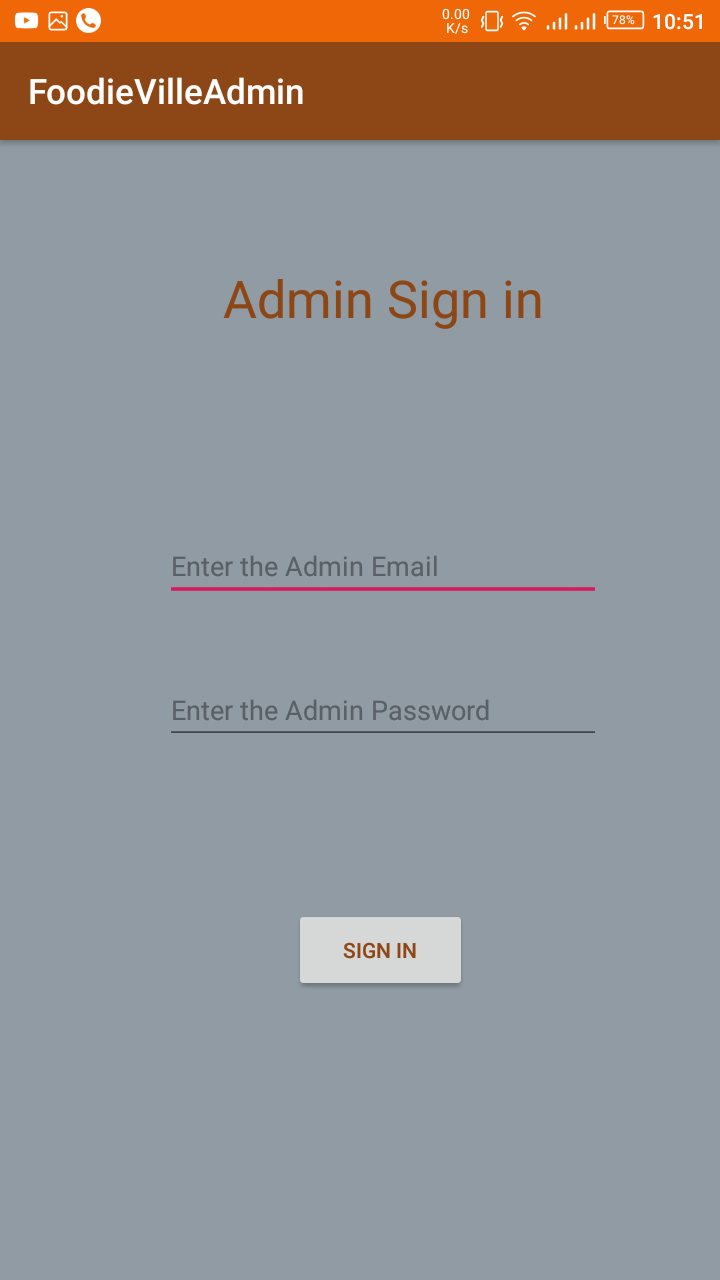 0.00
K/s
78%
10:51
FoodieVilleAdmin
Admin Sign in
Enter the Admin Email
Enter the Admin Password
SIGN IN